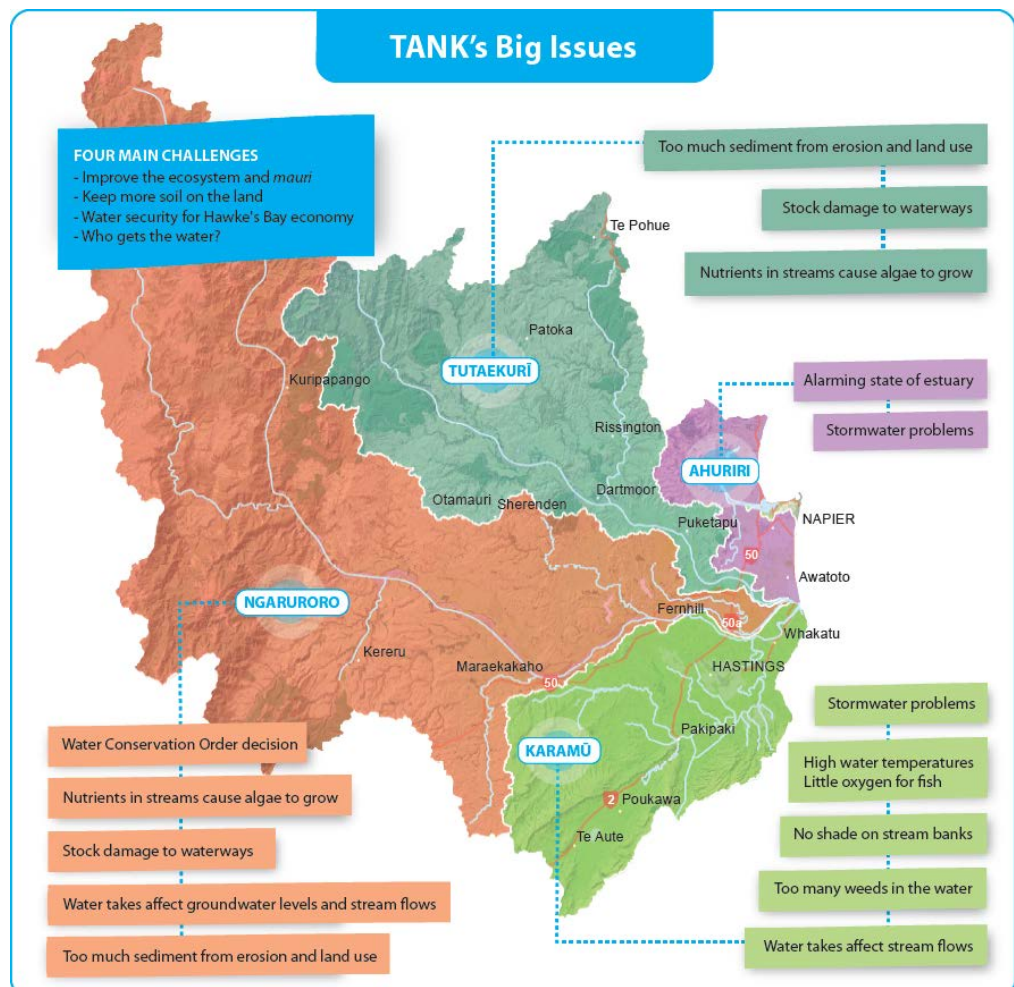 TANK's Big Issues
FOUR MAIN CHALLENGES
- Improve the ecosystem and mauri
- Keep more soil on the land
- Water security for Hawke's Bay economy
- Who gets the water?
Too much sediment from erosion and land use
Stock damage to waterways
Nutrients in streams cause algae to grow
Te Pohue
Patoka
TUTAEKURĪ
Kuripapango
Rissington
Alarming state of estuary
Stormwater problems
AHURIRI
Otamauri
Sherenden
Dartmoor
Puketapu
NAPIER
50
Awatoto
NGARURORO
Fernhill
50a
Whakatu
Kereru
Maraekakaho
50
HASTINGS
Pakipaki
KARAMŪ
2
Poukawa
Te Aute
Water Conservation Order decision
Nutrients in streams cause algae to grow
Stock damage to waterways
Water takes affect groundwater levels and stream flows
Too much sediment from erosion and land use
Stormwater problems
High water temperatures
Little oxygen for fish
No shade on stream banks
Too many weeds in the water
Water takes affect stream flows